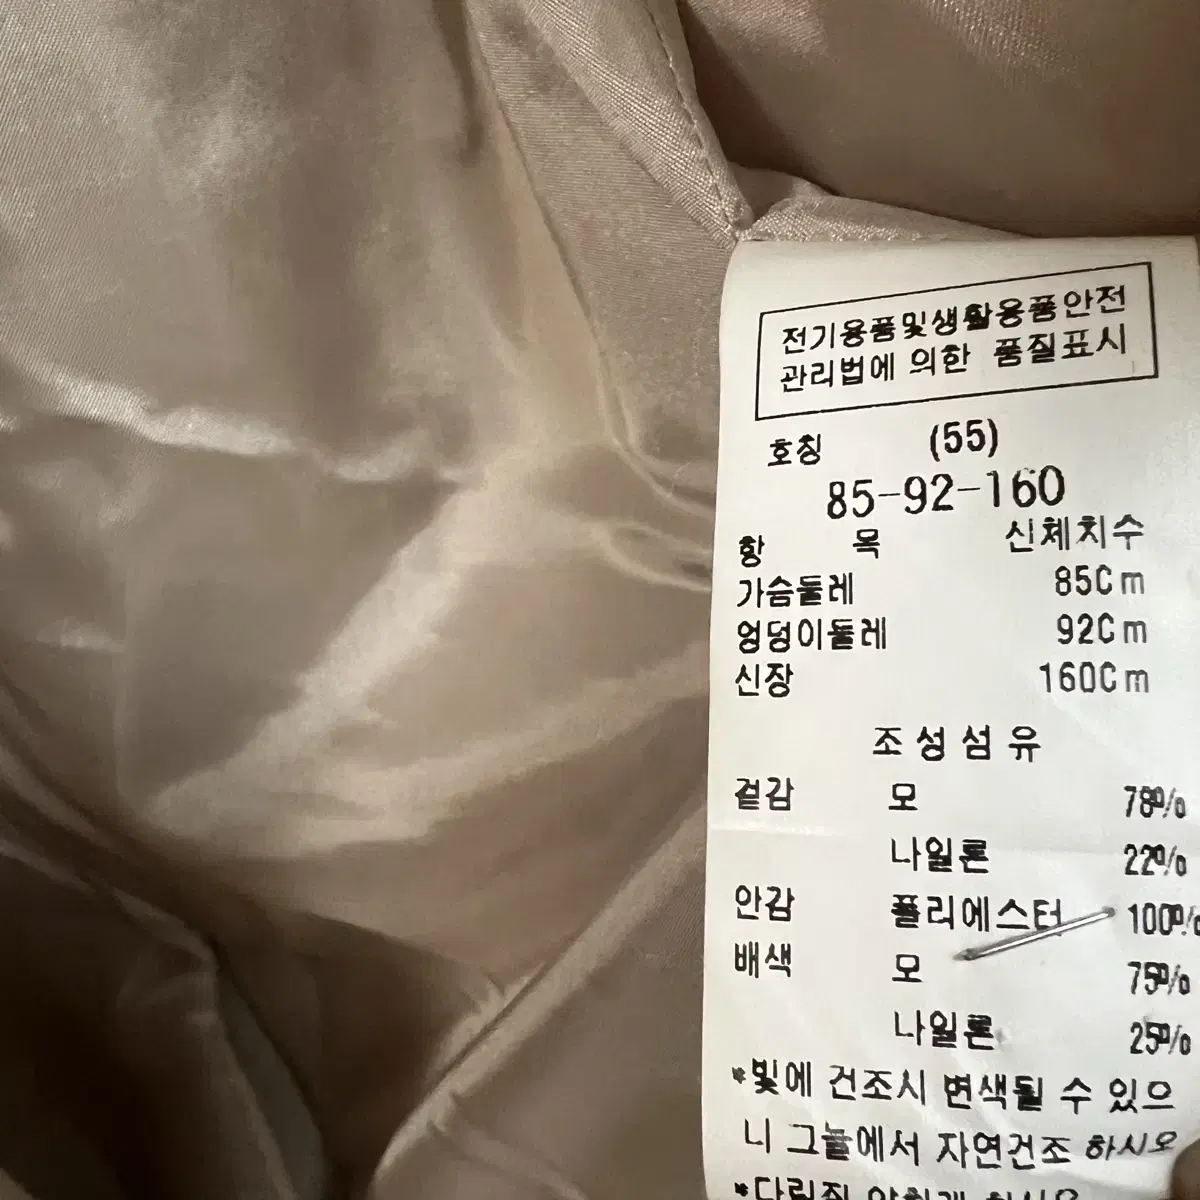 전기용품및생활용품안전
관리법에 의한 품질표시
호칭 (55)
85-92-160
항 목 신체치수
가슴둘레 85Cm
엉덩이둘레 92Cm
신장 160Cm
조성섬유
겉감 모 78%
나일론 22%
안감 폴리에스터 100%
배색 모 75%
나일론 25%
*빛에 건조시 변색될 수 있으
니 그늘에서 자연건조 하시오